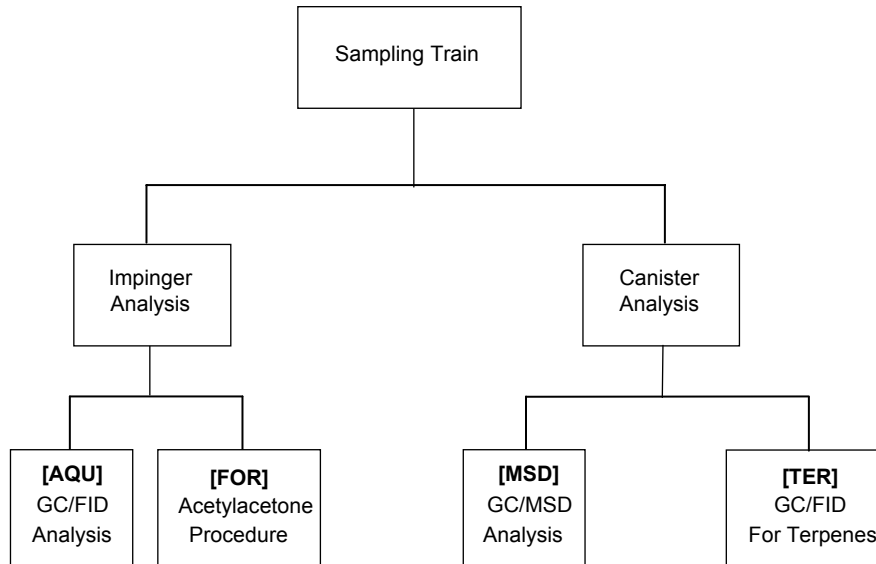 Sampling Train
Impinger
Analysis
Canister
Analysis
[AQU]
GC/FID
Analysis
[FOR]
Acetylacetone
Procedure
[MSD]
GC/MSD
Analysis
[TER]
GC/FID
For Terpenes